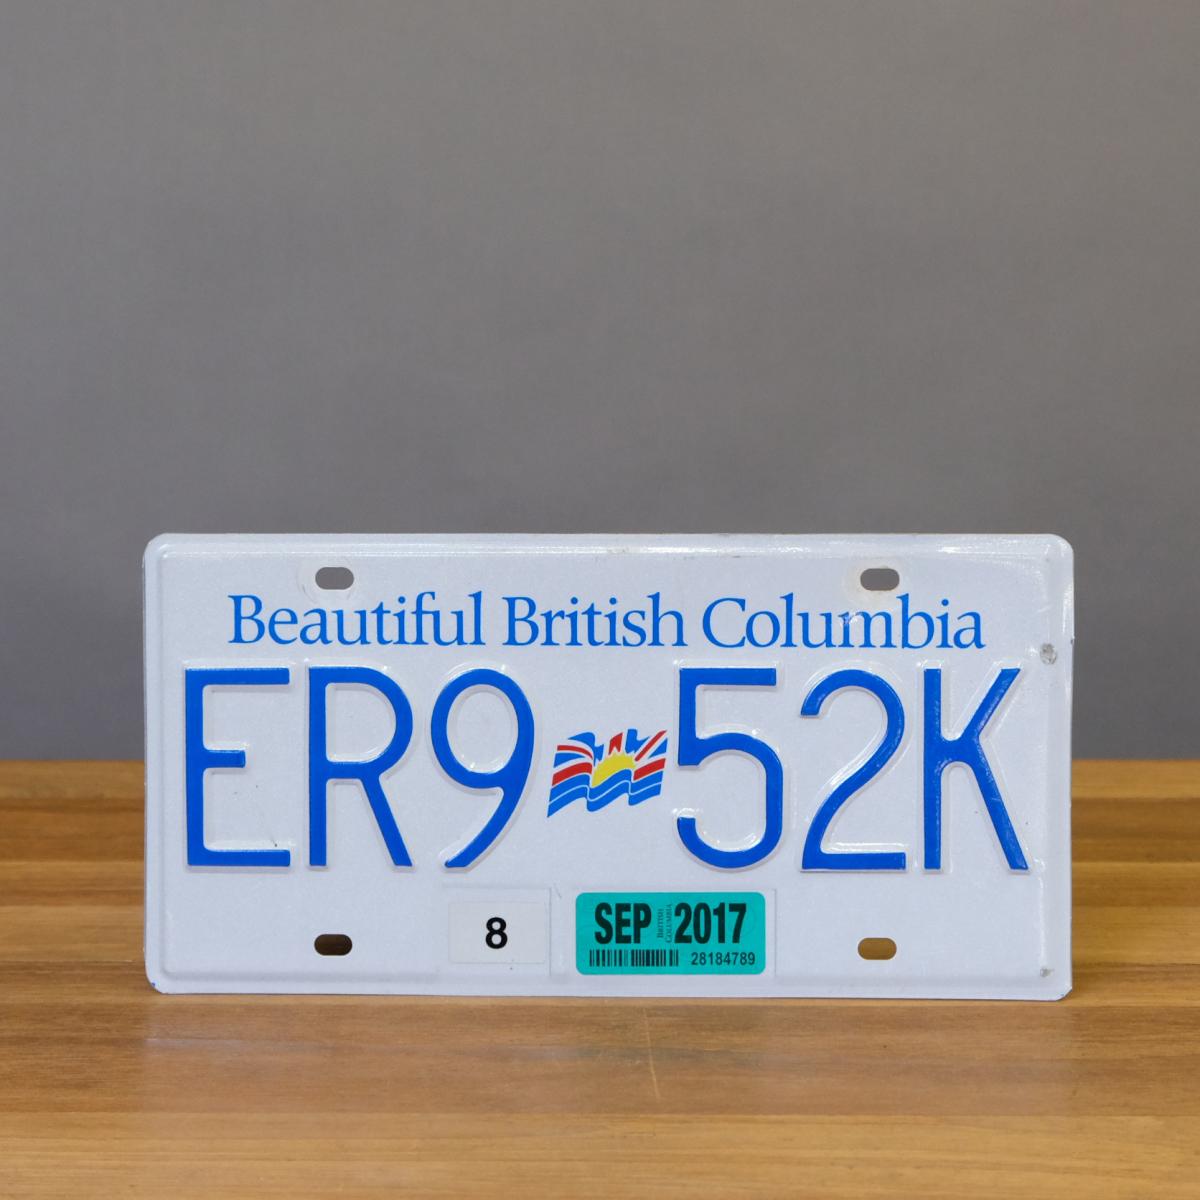 Beautiful British Columbia
ER9 52K
8
SEP BRITISH COLUMBIA 2017
28184789